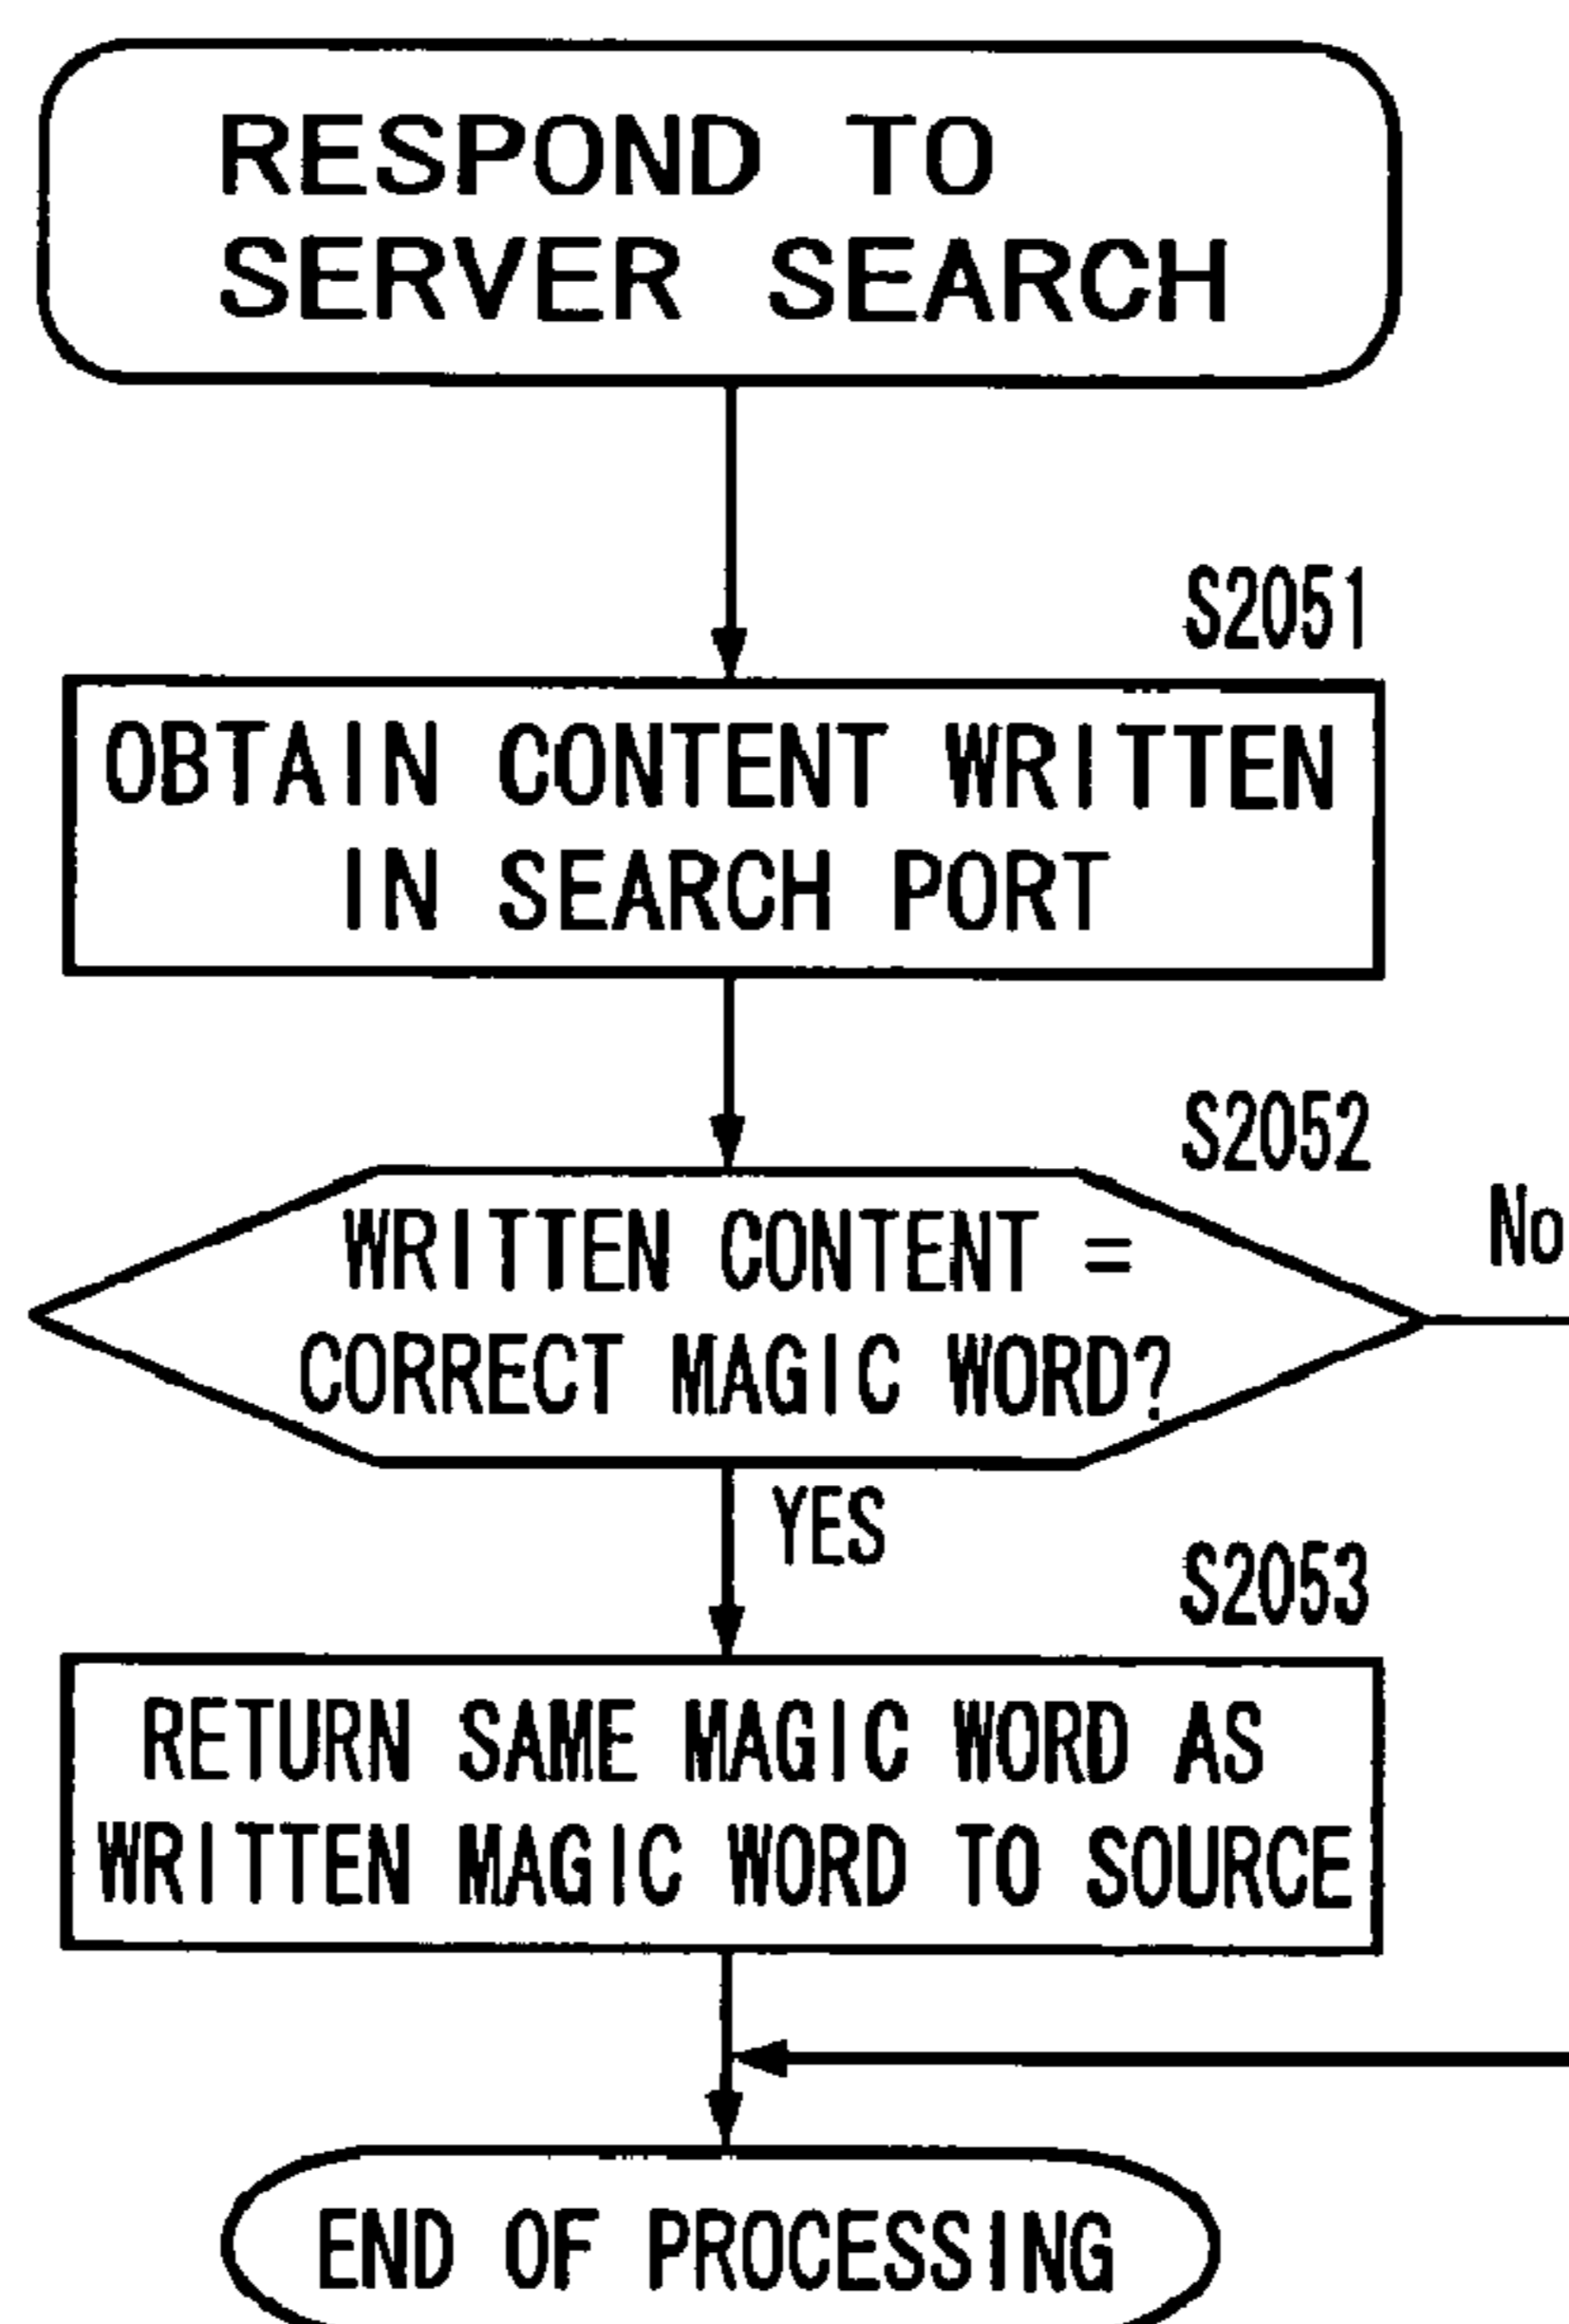 RESPOND TO
SERVER SEARCH
S2051
OBTAIN CONTENT WRITTEN
IN SEARCH PORT
S2052
WRITTEN CONTENT =
CORRECT MAGIC WORD?
No
YES
S2053
RETURN SAME MAGIC WORD AS
WRITTEN MAGIC WORD TO SOURCE
END OF PROCESSING